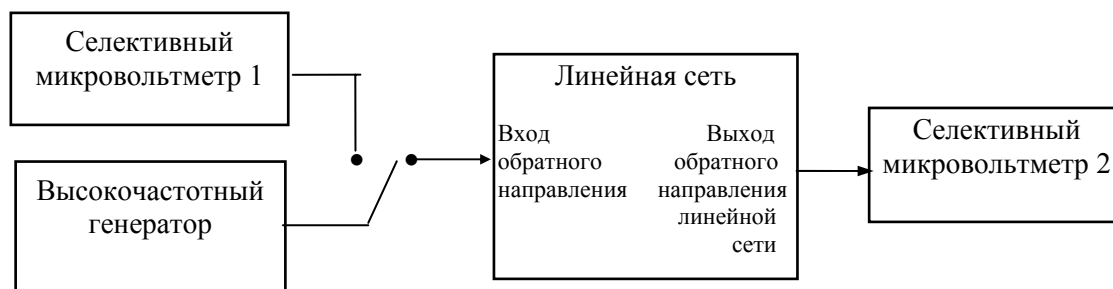 Селективный
микровольтметр 1
Высокочастотный
генератор
Линейная сеть
Вход
обратного
направления
Выход
обратного
направления
линейной
сети
Селективный
микровольтметр 2